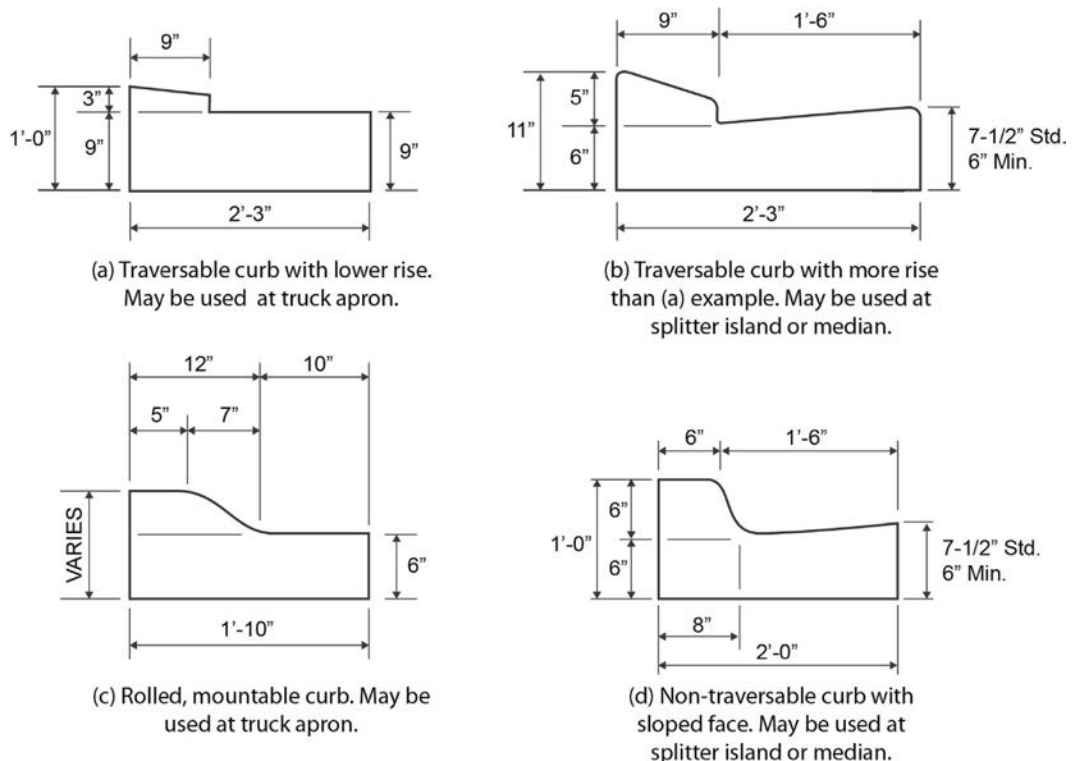 9”
3”
1’-0”
9”
9”
2’-3”
(a) Traversable curb with lower rise.
May be used at truck apron.
9”
1’-6”
5”
11”
6”
7-1/2” Std.
6” Min.
2’-3”
(b) Traversable curb with more rise
than (a) example. May be used at
splitter island or median.
12”
10”
5”
7”
VARIES
6”
1’-10”
(c) Rolled, mountable curb. May be
used at truck apron.
6”
1’-6”
6”
1’-0”
6”
7-1/2” Std.
6” Min.
8”
2’-0”
(d) Non-traversable curb with
sloped face. May be used at
splitter island or median.